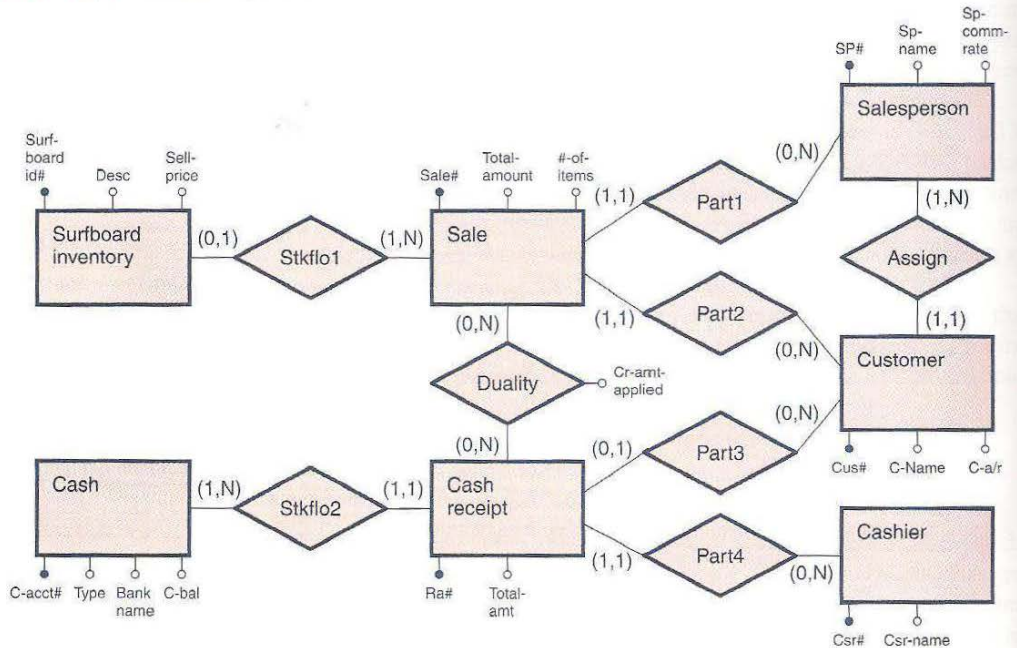 Sp-
Sp-
comm-
SP#
name
rate
Salesperson
Surf-
board
id#
Desc
Sell-
price
Sale#
Total-
amount
#-of-
items
(1,1)
Part1
(0,N)
(1,N)
Surfboard
inventory
(0,1)
Stkflo1
(1,N)
Sale
Assign
(0,N)
(1,1)
Part2
(0,N)
(1,1)
Customer
Duality
Cr-amt-
applied
(0,N)
(0,1)
Part3
(0,N)
Cus#
C-Name
C-a/r
Cash
(1,N)
Stkflo2
(1,1)
Cash
receipt
(1,1)
Part4
(0,N)
Cashier
C-acct#
Type
Bank
name
C-bal
Ra#
Total-
amt
Csr#
Csr-name